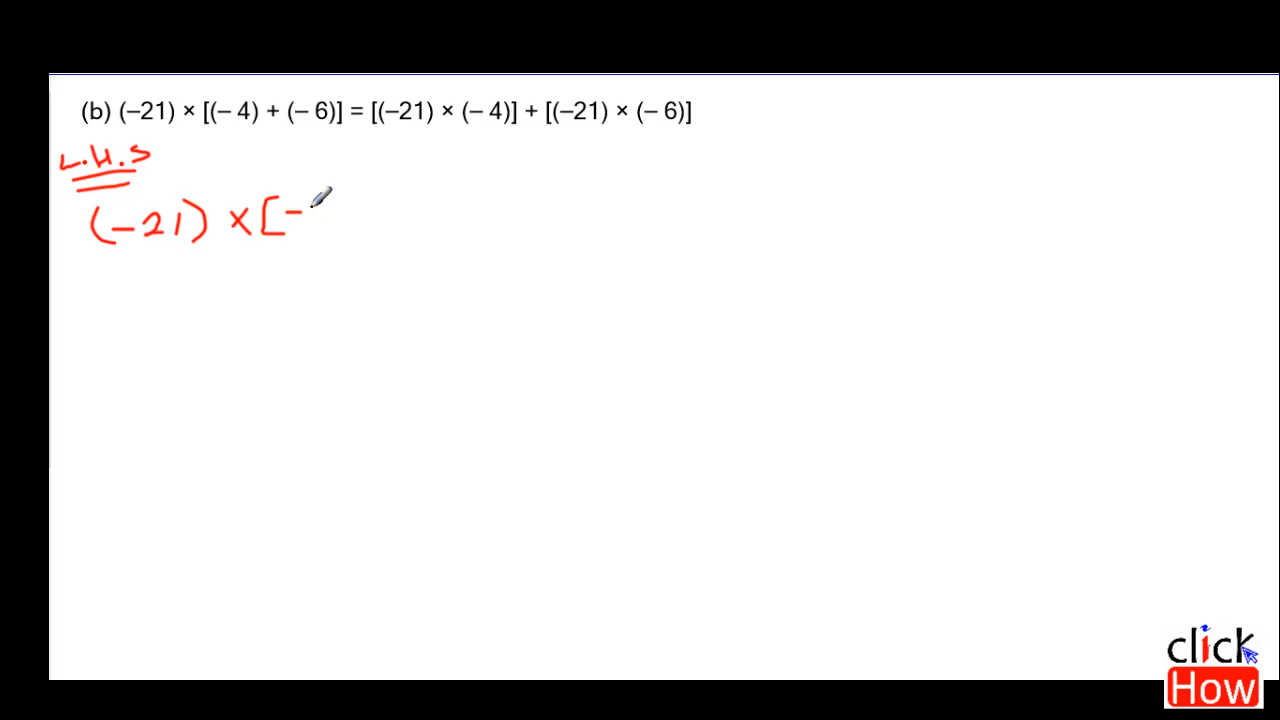 (b) (–21) × [(– 4) + (– 6)] = [(–21) × (– 4)] + [(–21) × (– 6)]
L.H.S
(-21) × [-
click
How